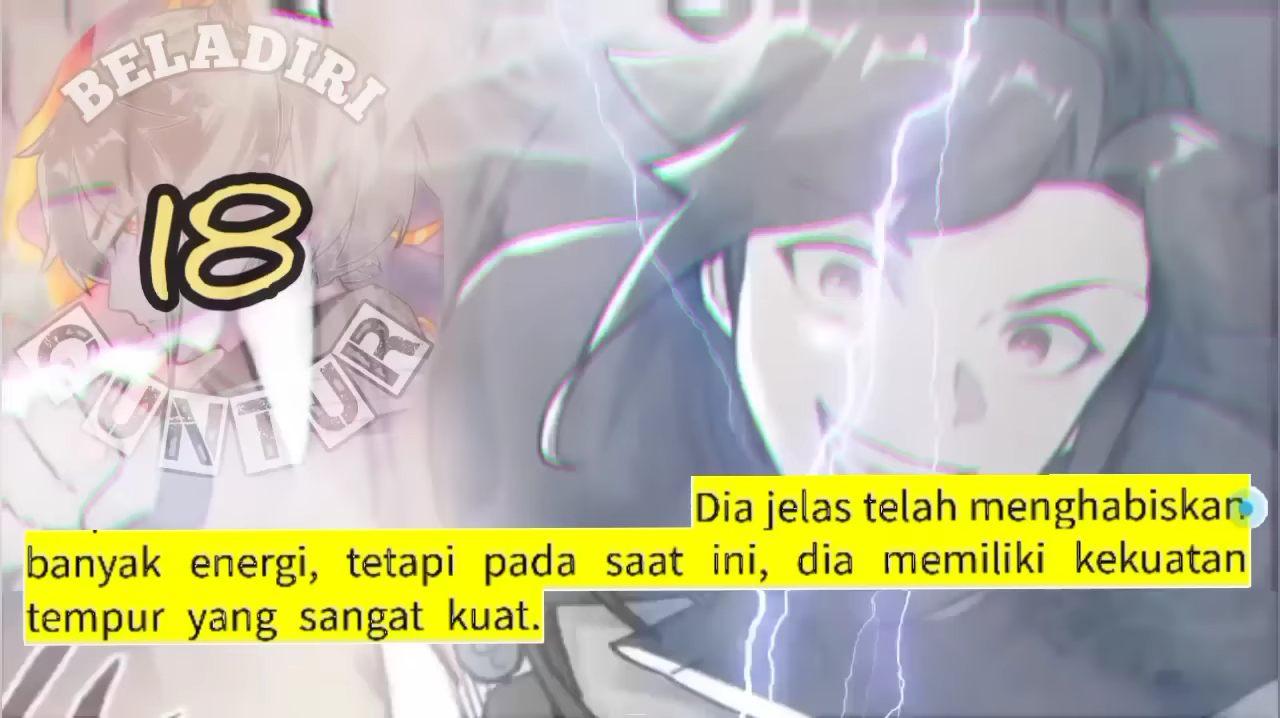 BELADIRI
18
GUNTUR
Dia jelas telah menghabiskan
banyak energi, tetapi pada saat ini, dia memiliki kekuatan
tempur yang sangat kuat.